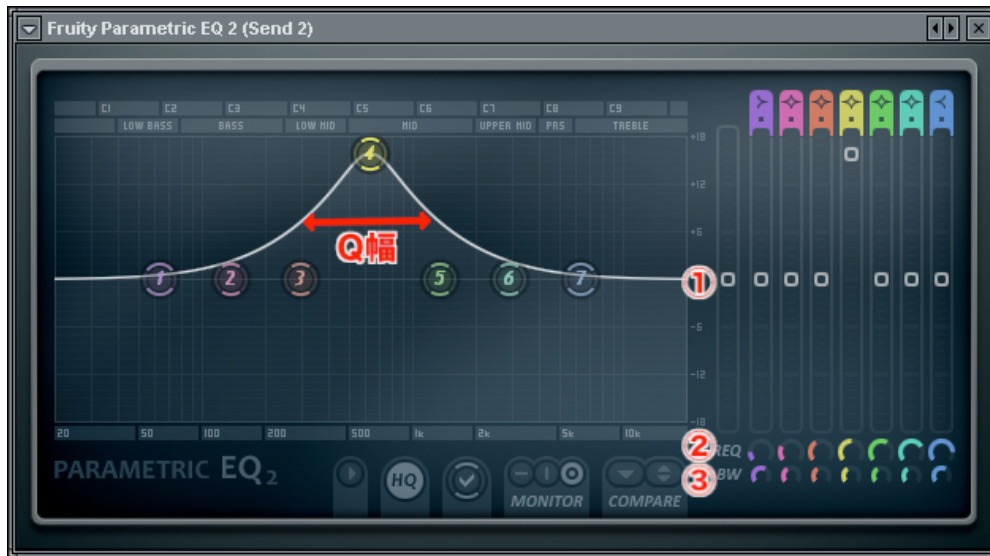 Fruity Parametric EQ 2 (Send 2)
C1 C2 C3 C4 C5 C6 C7 C8 C9
LOW BASS BASS LOW MID MID UPPER MID PRS TREBLE
+18
4
+12
+6
Q幅
1 2 3 5 6 7 ①
-6
-12
-18
20 50 100 200 500 1k 2k 5k 10k
② FREQ
③ BW
PARAMETRIC EQ2
HQ
MONITOR COMPARE